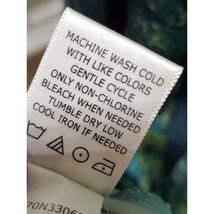 MACHINE WASH COLD
WITH LIKE COLORS
GENTLE CYCLE
ONLY NON-CHLORINE
BLEACH WHEN NEEDED
TUMBLE DRY LOW
COOL IRON IF NEEDED